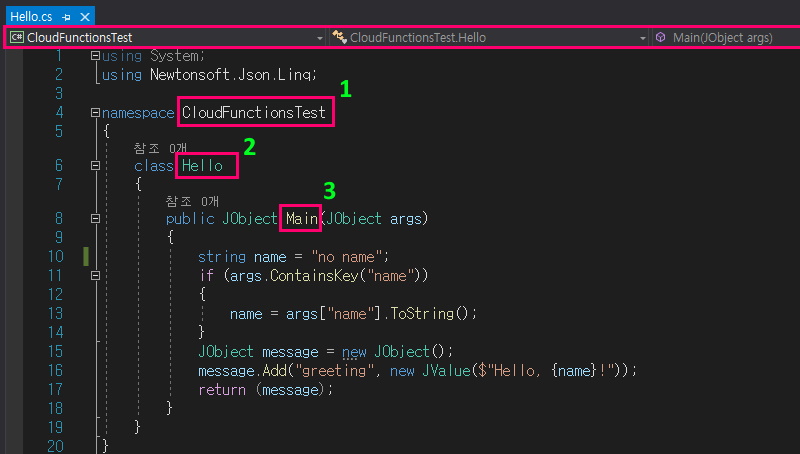 Hello.cs
CloudFunctionsTest CloudFunctionsTest.Hello Main(JObject args)
1 using System;
2 using Newtonsoft.Json.Linq;
3
1
4 namespace CloudFunctionsTest
5 {
참조 0개
2
6 class Hello
7 {
참조 0개
3
8 public JObject Main(JObject args)
9 {
10 string name = "no name";
11 if (args.ContainsKey("name"))
12 {
13 name = args["name"].ToString();
14 }
15 JObject message = new JObject();
16 message.Add("greeting", new JValue($"Hello, {name}!"));
17 return (message);
18 }
19 }
20 }